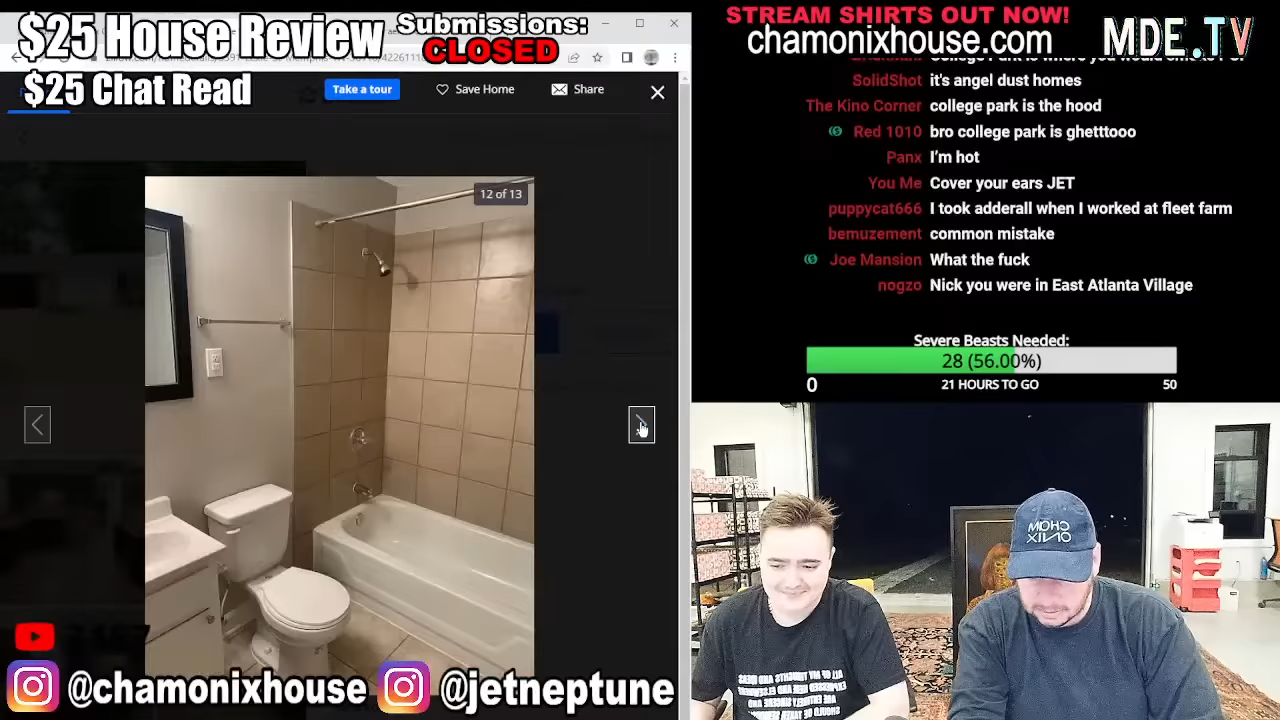 $25 House Review
Submissions:
CLOSED
$25 Chat Read
Take a tour
Save Home
Share
12 of 13
@chamonixhouse
@jetneptune
STREAM SHIRTS OUT NOW!
chamonixhouse.com
MDE.TV
SolidShot it's angel dust homes
The Kino Corner college park is the hood
Red 1010 bro college park is ghetttooo
Panx I'm hot
You Me Cover your ears JET
puppycat666 I took adderall when I worked at fleet farm
bemuzement common mistake
Joe Mansion What the fuck
nogzo Nick you were in East Atlanta Village
Severe Beasts Needed:
28 (56.00%)
0 21 HOURS TO GO 50
CHAM
ONIX